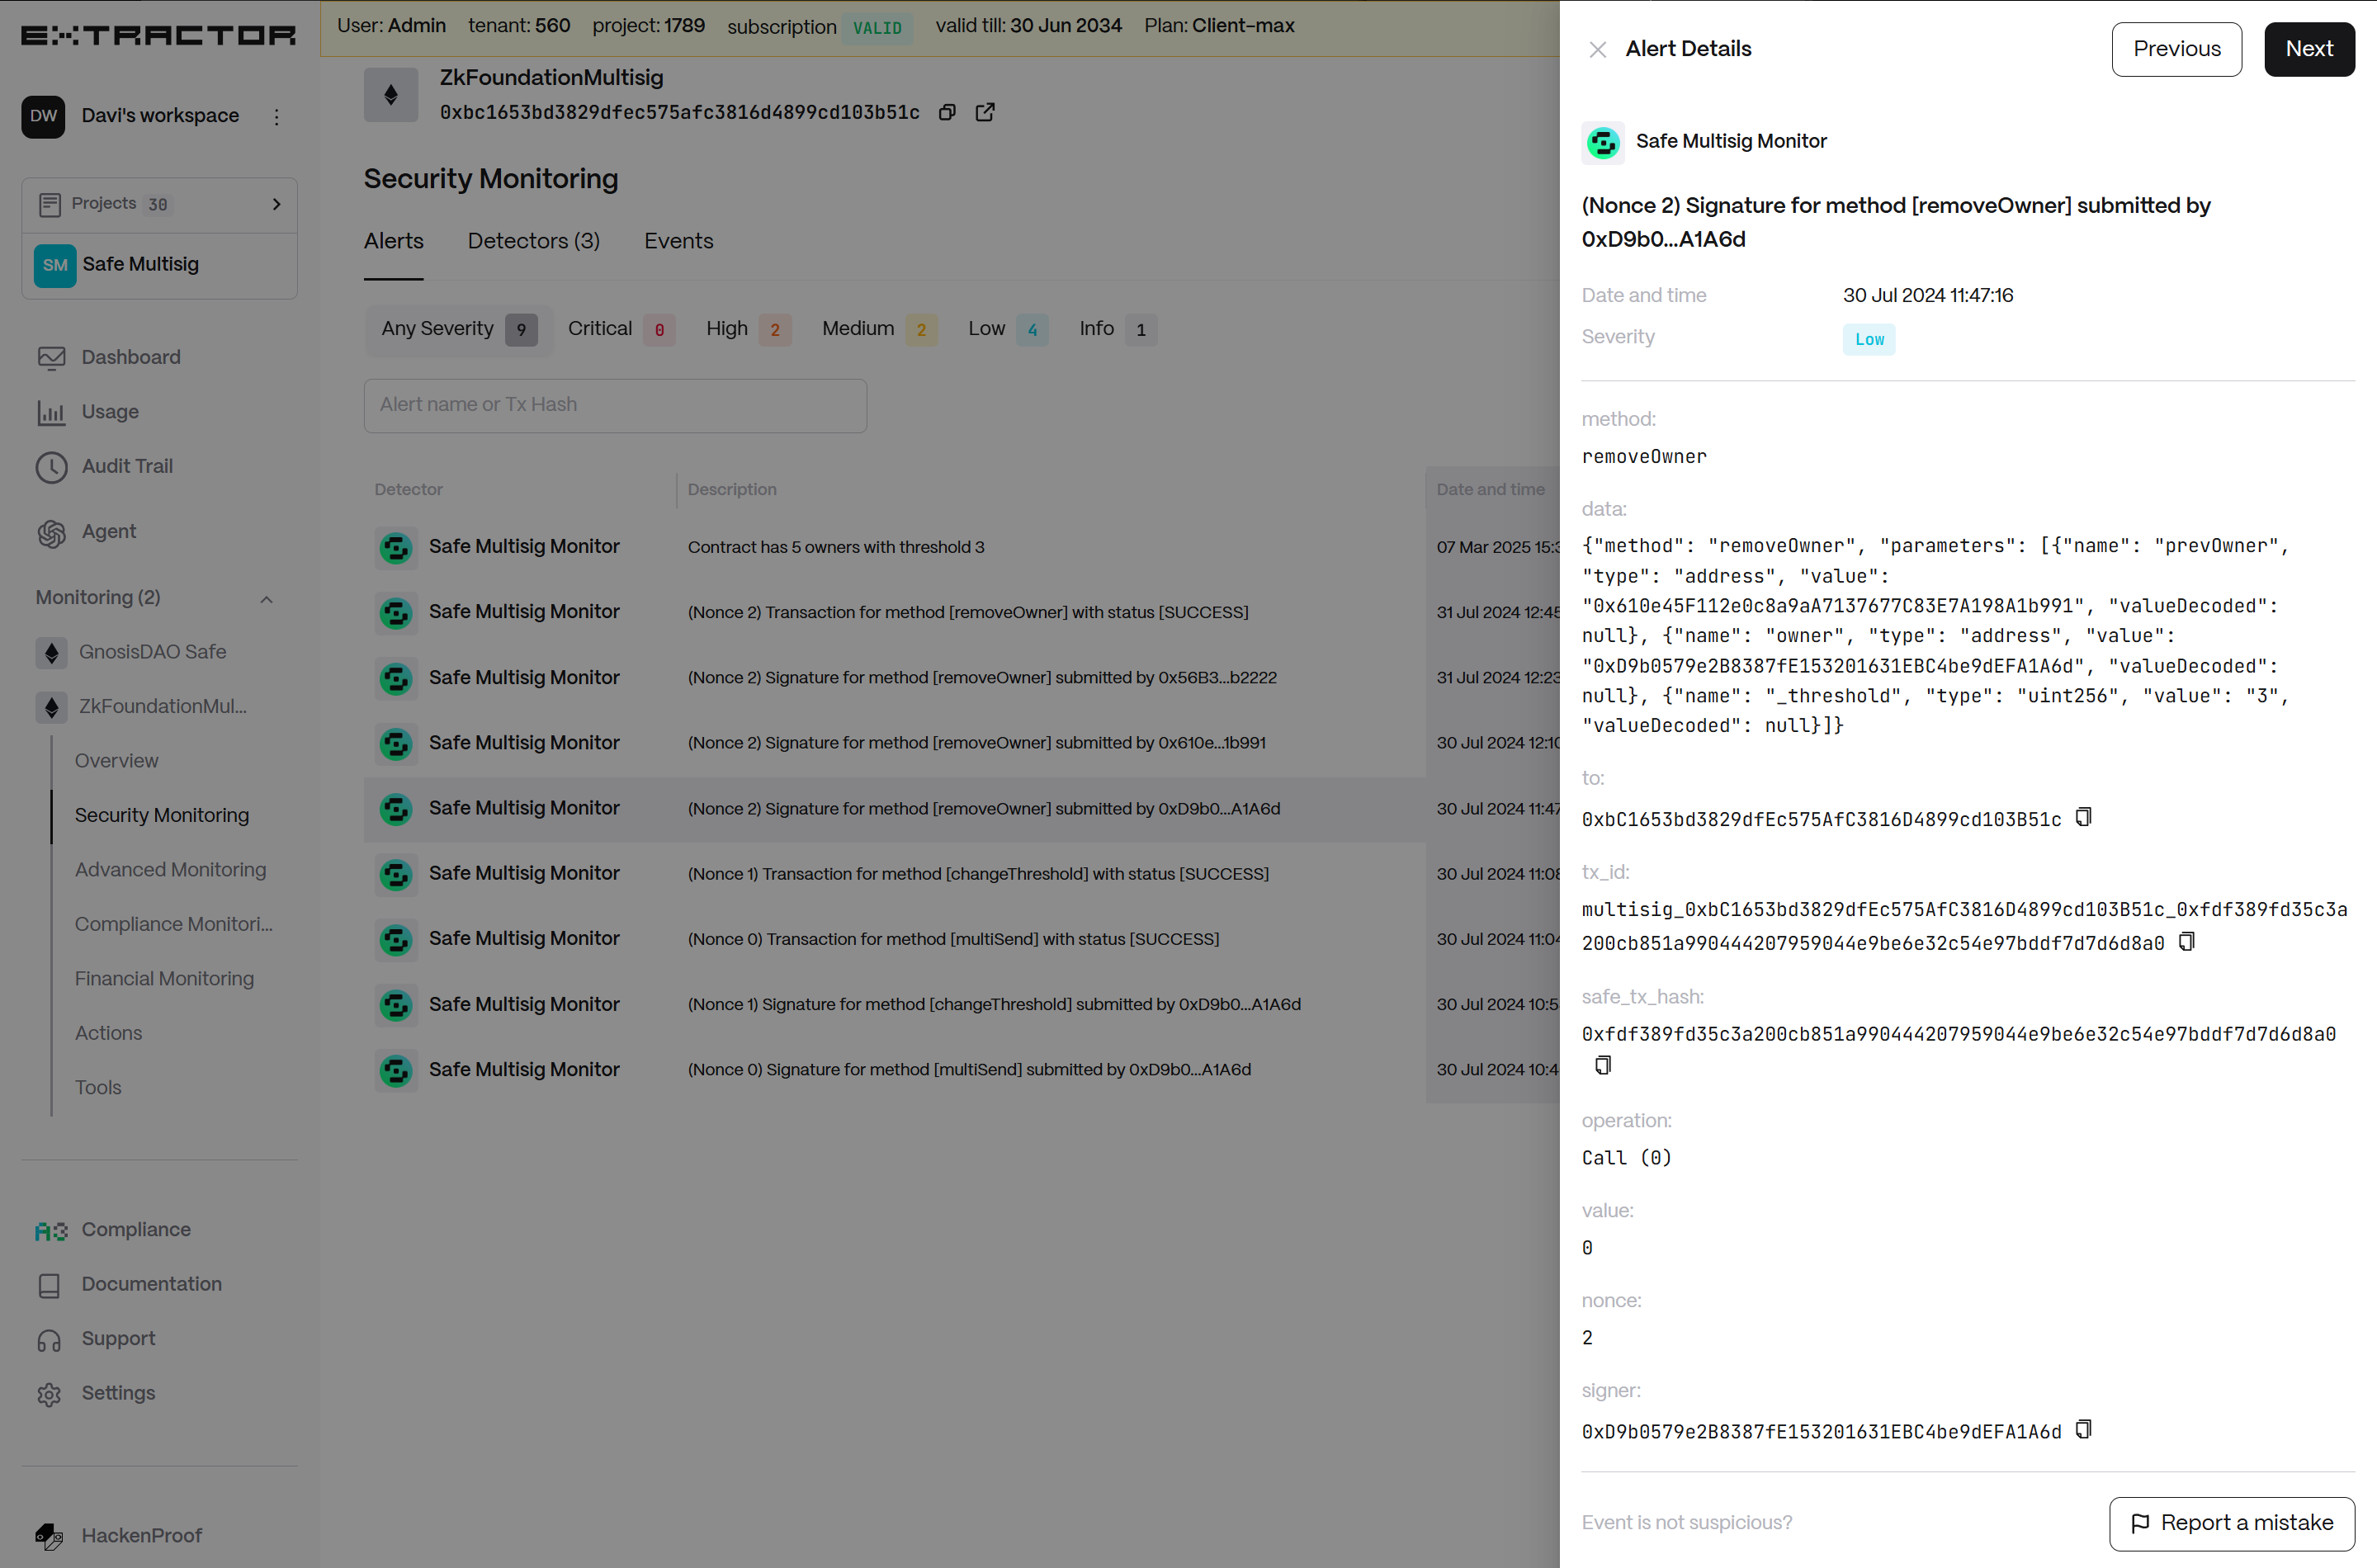 EXTRACTOR
User: Admin tenant: 560 project: 1789 subscription VALID valid till: 30 Jun 2034 Plan: Client-max
DW Davi's workspace
Projects 30
SM Safe Multisig
Dashboard
Usage
Audit Trail
Agent
Monitoring (2)
GnosisDAO Safe
ZkFoundationMul...
Overview
Security Monitoring
Advanced Monitoring
Compliance Monitori...
Financial Monitoring
Actions
Tools
Compliance
Documentation
Support
Settings
HackenProof
ZkFoundationMultisig
0xbc1653bd3829dfec575afc3816d4899cd103b51c
Security Monitoring
Alerts Detectors (3) Events
Any Severity 9 Critical 0 High 2 Medium 2 Low 4 Info 1
Alert name or Tx Hash
Detector Description Date and time
Safe Multisig Monitor Contract has 5 owners with threshold 3 07 Mar 2025 15:3
Safe Multisig Monitor (Nonce 2) Transaction for method [removeOwner] with status [SUCCESS] 31 Jul 2024 12:45
Safe Multisig Monitor (Nonce 2) Signature for method [removeOwner] submitted by 0x56B3...b2222 31 Jul 2024 12:23
Safe Multisig Monitor (Nonce 2) Signature for method [removeOwner] submitted by 0x610e...1b991 30 Jul 2024 12:10
Safe Multisig Monitor (Nonce 2) Signature for method [removeOwner] submitted by 0xD9b0...A1A6d 30 Jul 2024 11:47
Safe Multisig Monitor (Nonce 1) Transaction for method [changeThreshold] with status [SUCCESS] 30 Jul 2024 11:08
Safe Multisig Monitor (Nonce 0) Transaction for method [multiSend] with status [SUCCESS] 30 Jul 2024 11:04
Safe Multisig Monitor (Nonce 1) Signature for method [changeThreshold] submitted by 0xD9b0...A1A6d 30 Jul 2024 10:5
Safe Multisig Monitor (Nonce 0) Signature for method [multiSend] submitted by 0xD9b0...A1A6d 30 Jul 2024 10:4
Alert Details Previous Next
Safe Multisig Monitor
(Nonce 2) Signature for method [removeOwner] submitted by
0xD9b0...A1A6d
Date and time 30 Jul 2024 11:47:16
Severity Low
method:
removeOwner
data:
{"method": "removeOwner", "parameters": [{"name": "prevOwner",
"type": "address", "value":
"0x610e45F112e0c8a9aA7137677C83E7A198A1b991", "valueDecoded":
null}, {"name": "owner", "type": "address", "value":
"0xD9b0579e2B8387fE153201631EBC4be9dEFA1A6d", "valueDecoded":
null}, {"name": "_threshold", "type": "uint256", "value": "3",
"valueDecoded": null}]}
to:
0xbC1653bd3829dfEc575AfC3816D4899cd103B51c
tx_id:
multisig_0xbC1653bd3829dfEc575AfC3816D4899cd103B51c_0xfdf389fd35c3a
200cb851a990444207959044e9be6e32c54e97bddf7d7d6d8a0
safe_tx_hash:
0xfdf389fd35c3a200cb851a990444207959044e9be6e32c54e97bddf7d7d6d8a0
operation:
Call (0)
value:
0
nonce:
2
signer:
0xD9b0579e2B8387fE153201631EBC4be9dEFA1A6d
Event is not suspicious? Report a mistake